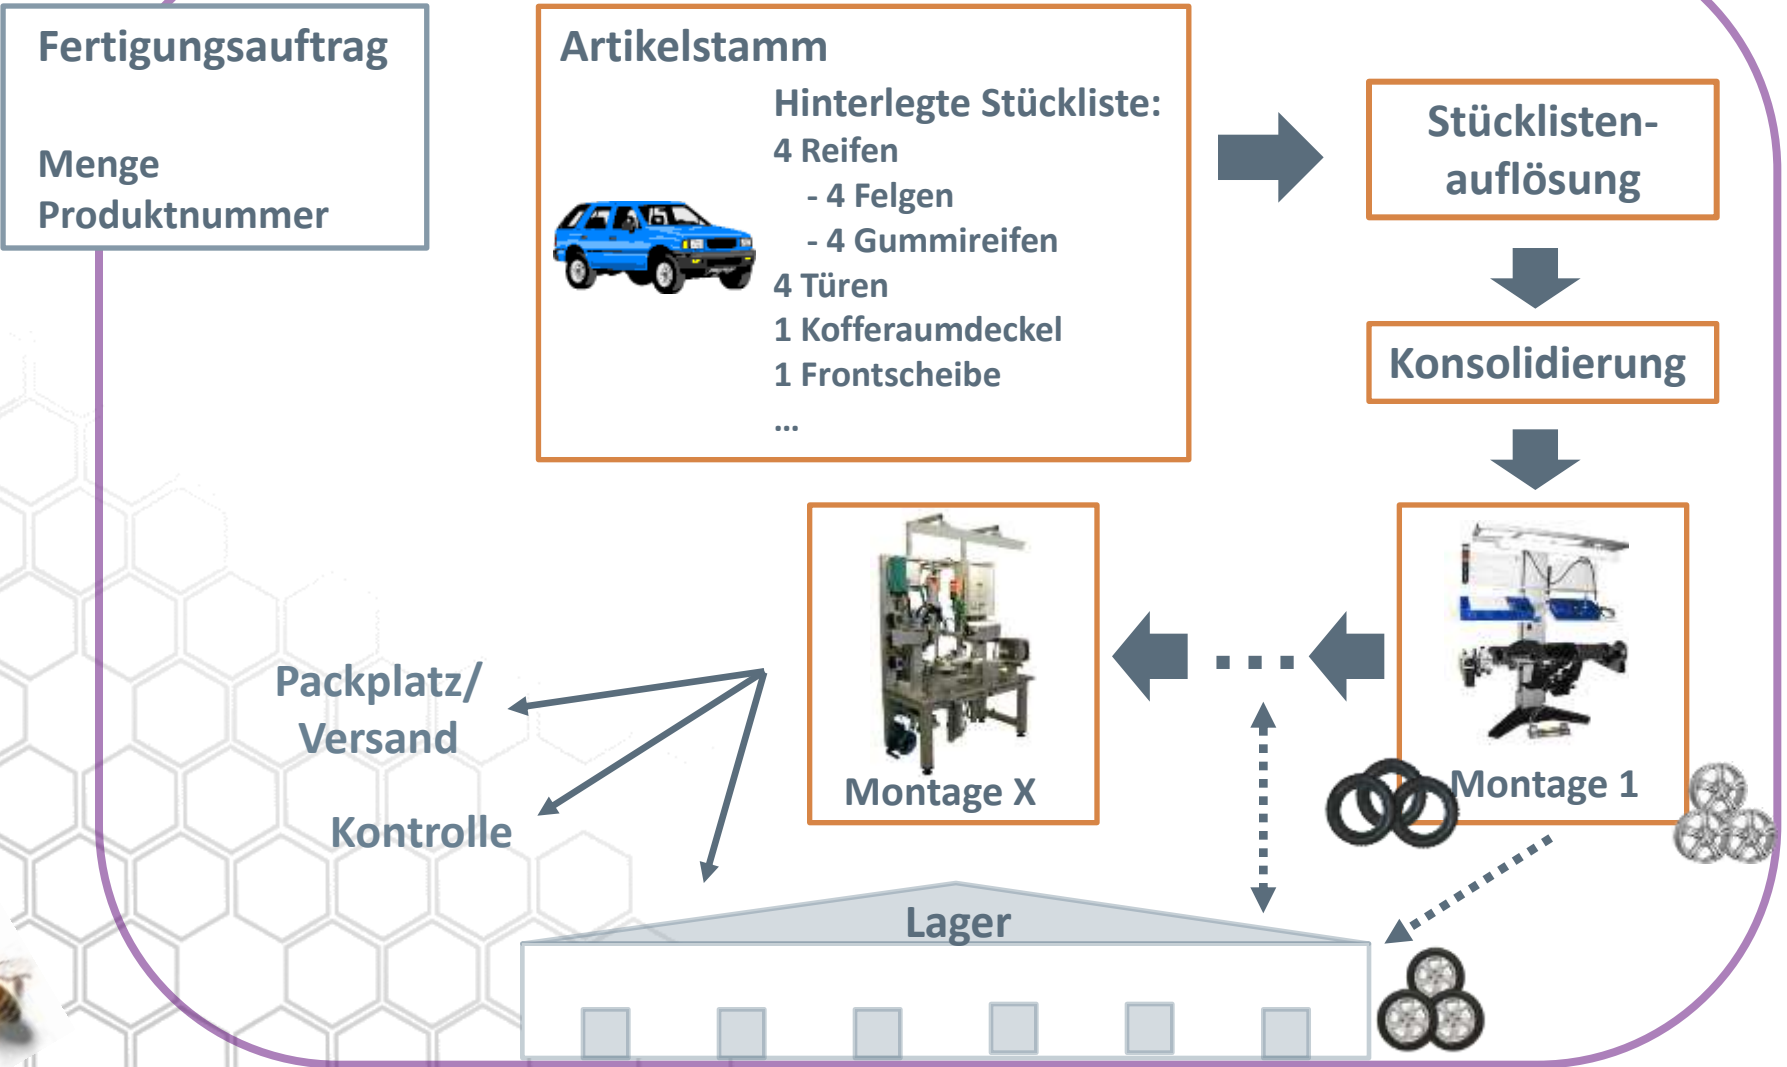 Fertigungsauftrag
Menge
Produktnummer
Artikelstamm
Hinterlegte Stückliste:
4 Reifen
- 4 Felgen
- 4 Gummireifen
4 Türen
1 Kofferaumdeckel
1 Frontscheibe
...
Stücklisten-
auflösung
Konsolidierung
Montage 1
Montage X
Packplatz/
Versand
Kontrolle
Lager